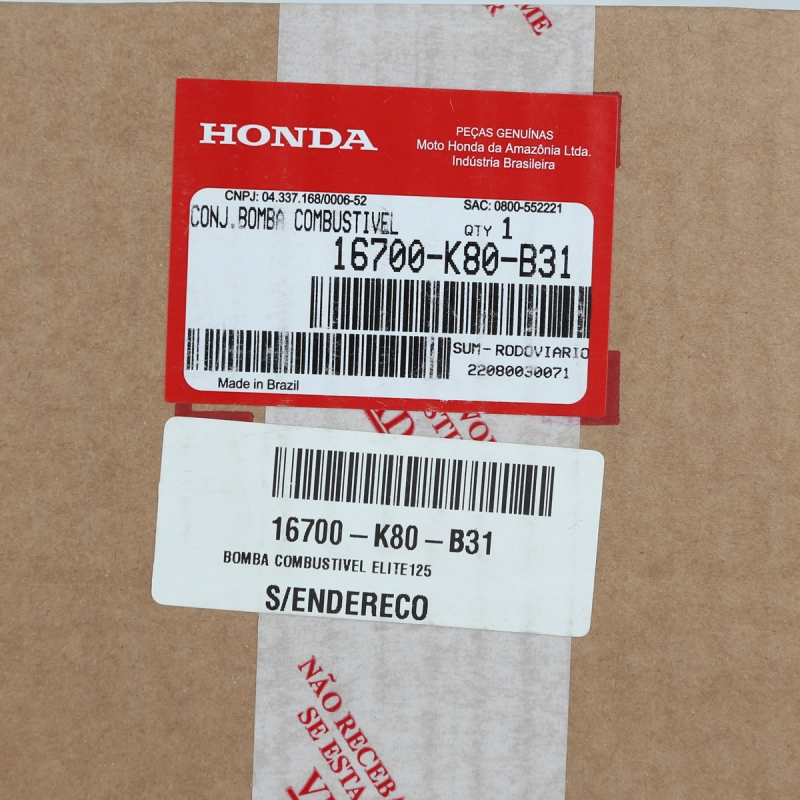 HONDA
PEÇAS GENUÍNAS
Moto Honda da Amazônia Ltda.
Indústria Brasileira
CNPJ: 04.337.168/0006-52
SAC: 0800-552221
CONJ.BOMBA COMBUSTIVEL
QTY 1
16700-K80-B31
SUM-RODOVIARIO
22080030071
Made in Brazil
16700-K80-B31
BOMBA COMBUSTIVEL ELITE125
S/ENDERECO
NÃO RECEBA
SE ESTA